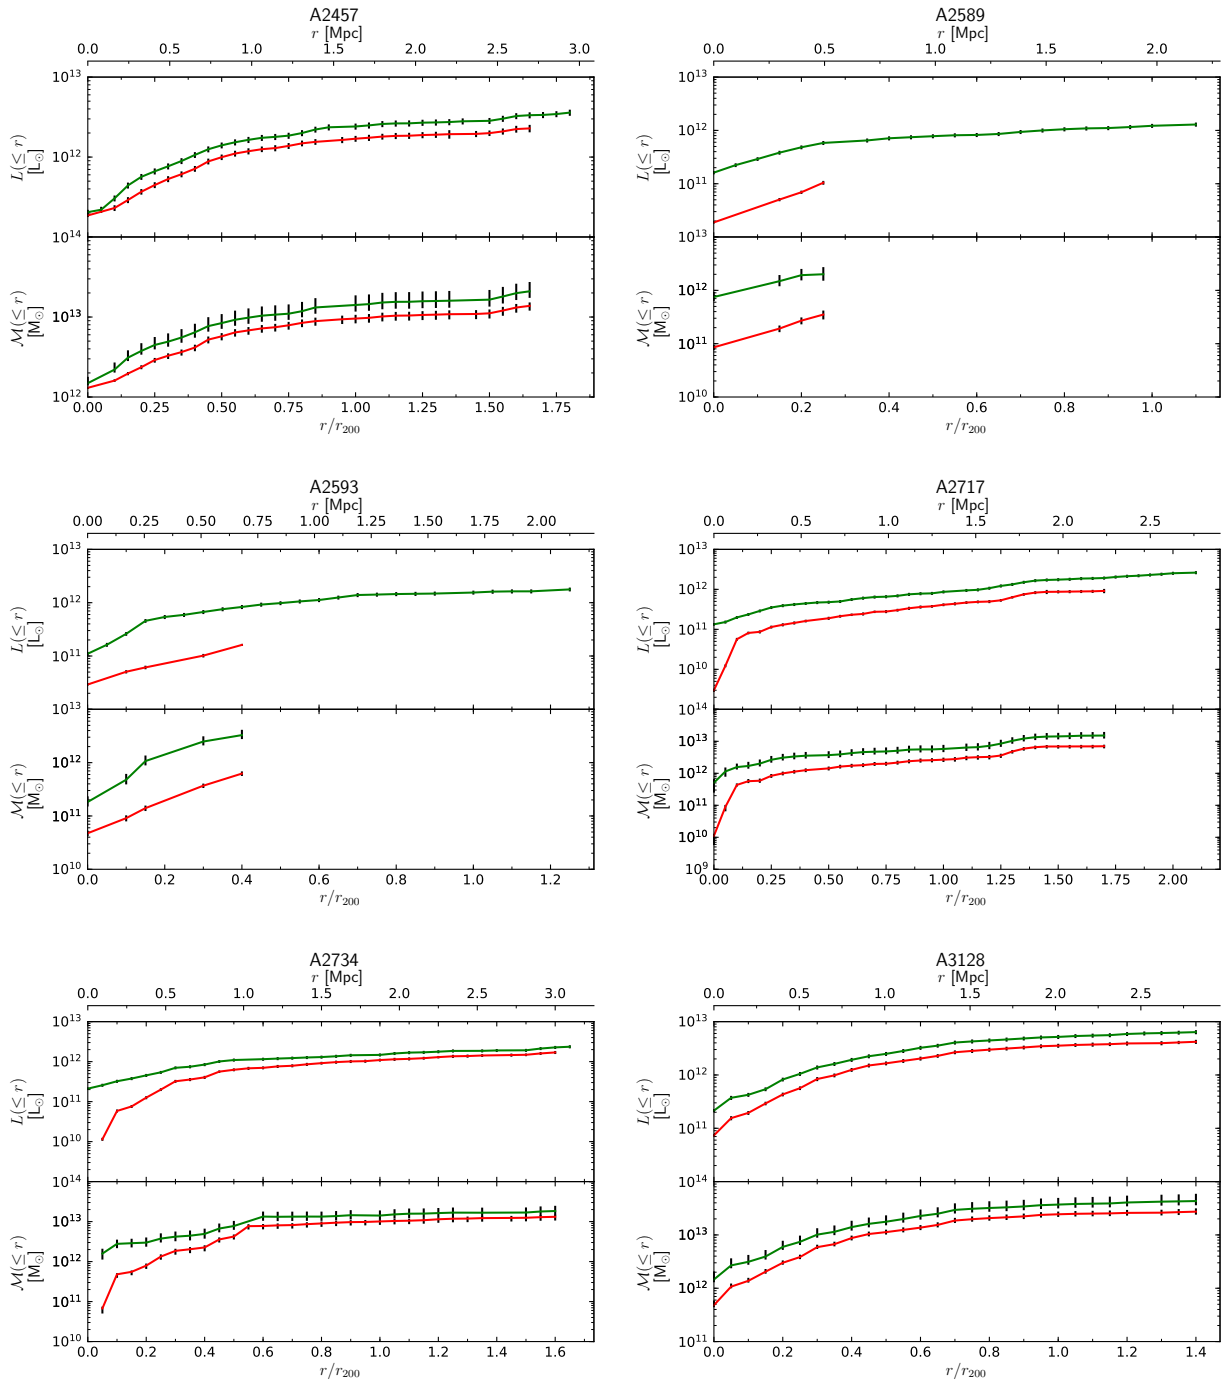 A2457
r [Mpc]
0.0 0.5 1.0 1.5 2.0 2.5 3.0
10^13
10^12
10^14
L(≤ r)
[L⊙]
10^13
10^12
M(≤ r)
[M⊙]
0.00 0.25 0.50 0.75 1.00 1.25 1.50 1.75
r/r_200
A2589
r [Mpc]
0.0 0.5 1.0 1.5 2.0
10^13
10^12
10^11
10^13
L(≤ r)
[L⊙]
10^12
10^11
10^10
M(≤ r)
[M⊙]
0.0 0.2 0.4 0.6 0.8 1.0
r/r_200
A2593
r [Mpc]
0.00 0.25 0.50 0.75 1.00 1.25 1.50 1.75 2.00
10^13
10^12
10^11
10^13
L(≤ r)
[L⊙]
10^12
10^11
10^10
M(≤ r)
[M⊙]
0.0 0.2 0.4 0.6 0.8 1.0 1.2
r/r_200
A2717
r [Mpc]
0.0 0.5 1.0 1.5 2.0 2.5
10^13
10^12
10^11
10^10
10^14
L(≤ r)
[L⊙]
10^13
10^12
10^11
10^10
10^9
M(≤ r)
[M⊙]
0.00 0.25 0.50 0.75 1.00 1.25 1.50 1.75 2.00
r/r_200
A2734
r [Mpc]
0.0 0.5 1.0 1.5 2.0 2.5 3.0
10^13
10^12
10^11
10^10
10^14
L(≤ r)
[L⊙]
10^13
10^12
10^11
10^10
M(≤ r)
[M⊙]
0.0 0.2 0.4 0.6 0.8 1.0 1.2 1.4 1.6
r/r_200
A3128
r [Mpc]
0.0 0.5 1.0 1.5 2.0 2.5
10^13
10^12
10^11
10^14
L(≤ r)
[L⊙]
10^13
10^12
10^11
M(≤ r)
[M⊙]
0.0 0.2 0.4 0.6 0.8 1.0 1.2 1.4
r/r_200